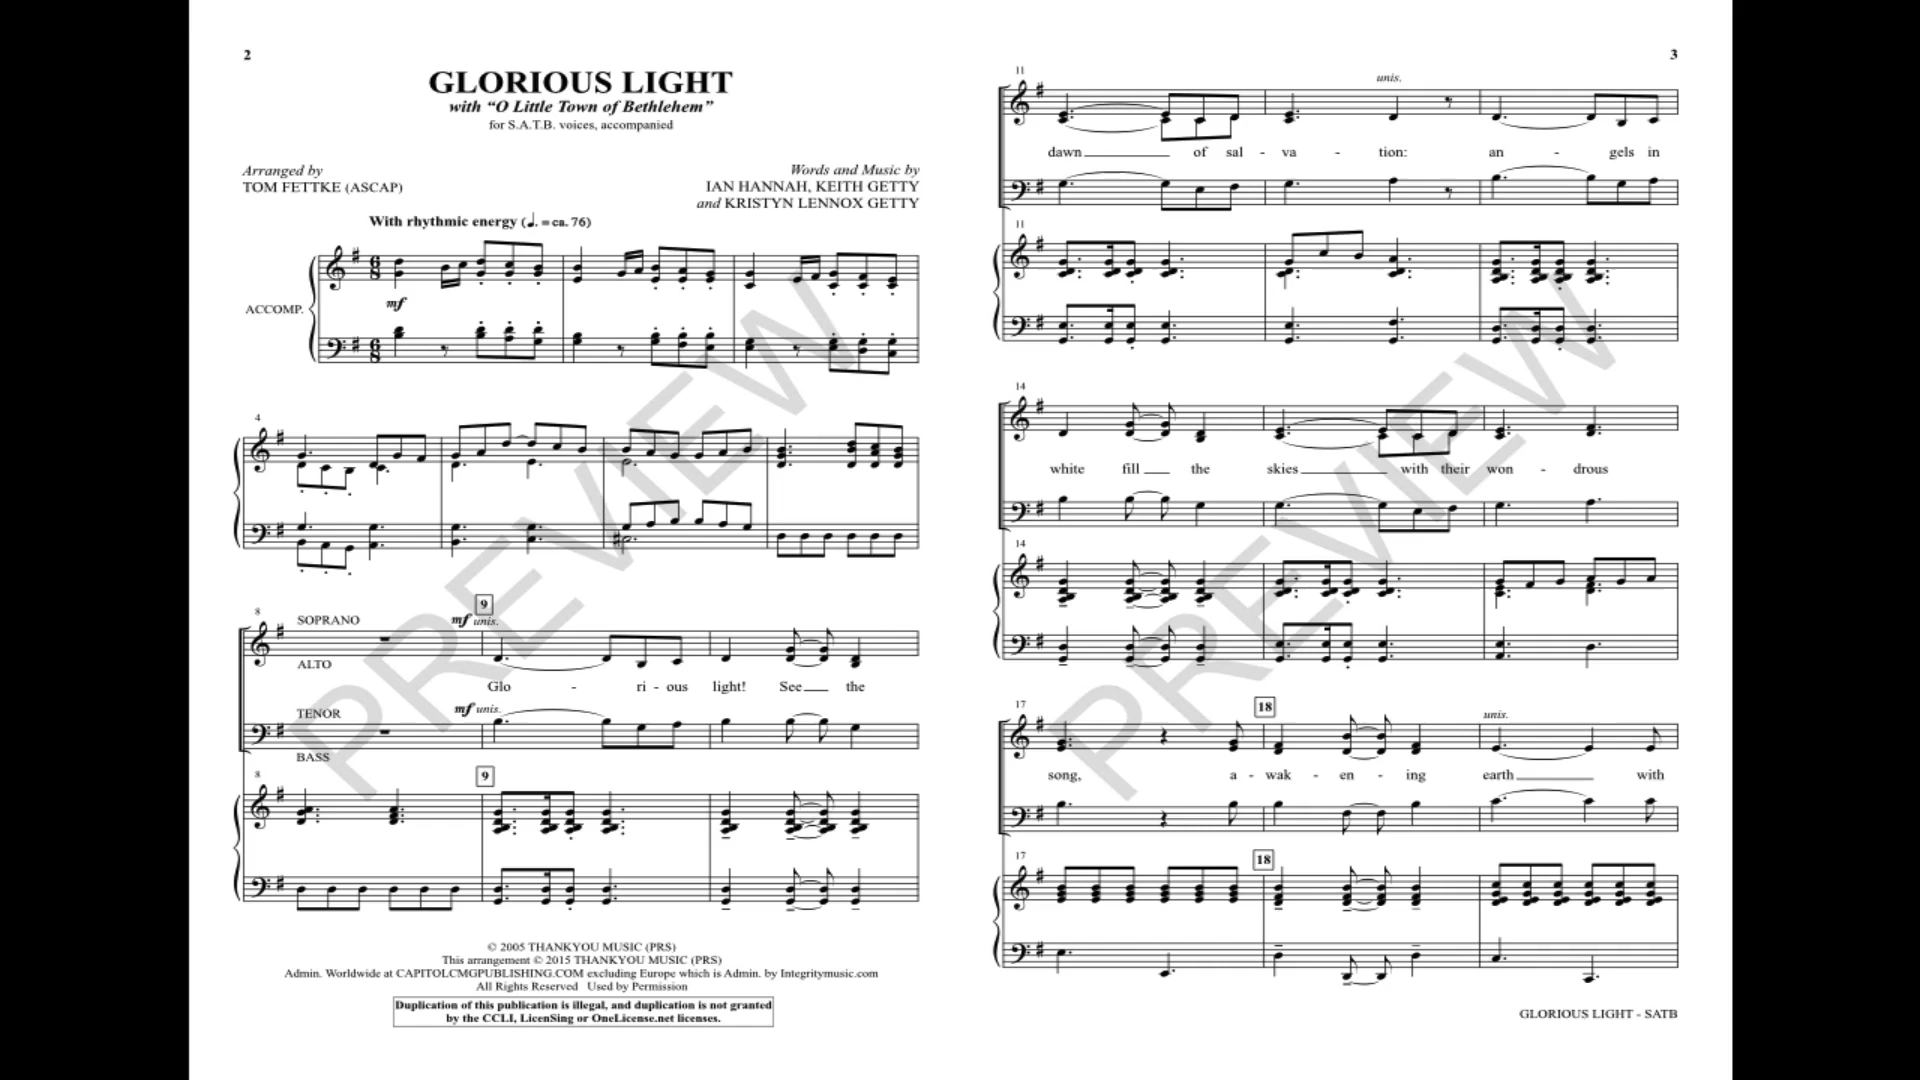 2
GLORIOUS LIGHT
with “O Little Town of Bethlehem”
for S.A.T.B. voices, accompanied
Arranged by
TOM FETTKE (ASCAP)
Words and Music by
IAN HANNAH, KEITH GETTY
and KRISTYN LENNOX GETTY
With rhythmic energy (♩. = ca. 76)
ACCOMP.
6
8
mf
6
8
4
8
SOPRANO
mf unis.
9
ALTO
Glo - ri - ous light! See the
TENOR
mf unis.
BASS
8
9
© 2005 THANKYOU MUSIC (PRS)
This arrangement © 2015 THANKYOU MUSIC (PRS)
Admin. Worldwide at CAPITOLCMGPUBLISHING.COM excluding Europe which is Admin. by Integritymusic.com
All Rights Reserved Used by Permission
Duplication of this publication is illegal, and duplication is not granted
by the CCLI, LicenSing or OneLicense.net licenses.
PREVIEW
3
11
unis.
dawn of sal - va - tion: an - gels in
11
14
white fill the skies with their won - drous
14
17
18
unis.
song, a - wak - en - ing earth with
17
18
GLORIOUS LIGHT - SATB
PREVIEW